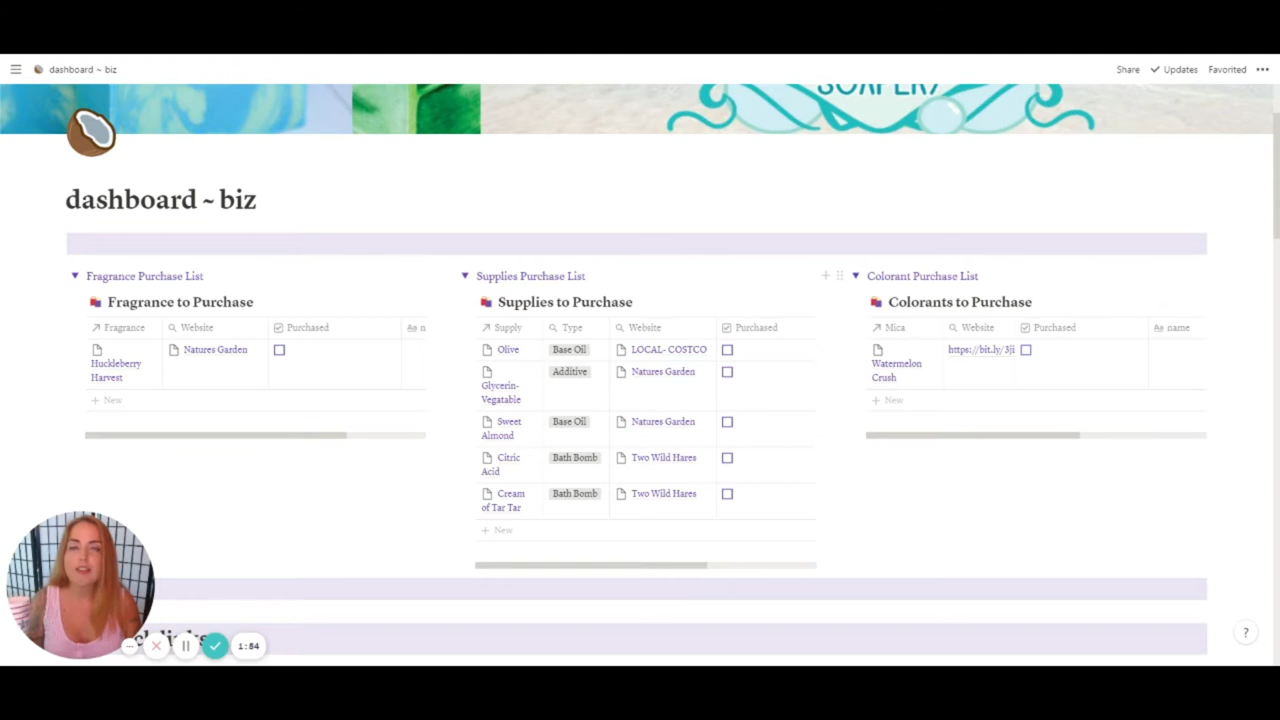 dashboard ~ biz
Share
Updates
Favorited
dashboard ~ biz
Fragrance Purchase List
Fragrance to Purchase
Fragrance Website Purchased Aa n
Huckleberry
Harvest
Natures Garden
+ New
Supplies Purchase List
Supplies to Purchase
Supply Type Website Purchased
Olive Base Oil LOCAL- COSTCO
Glycerin-
Vegatable
Additive Natures Garden
Sweet
Almond
Base Oil Natures Garden
Citric
Acid
Bath Bomb Two Wild Hares
Cream
of Tar Tar
Bath Bomb Two Wild Hares
+ New
Colorant Purchase List
Colorants to Purchase
Mica Website Purchased Aa name
Watermelon
Crush
https://bit.ly/3ji
+ New
1:54
?